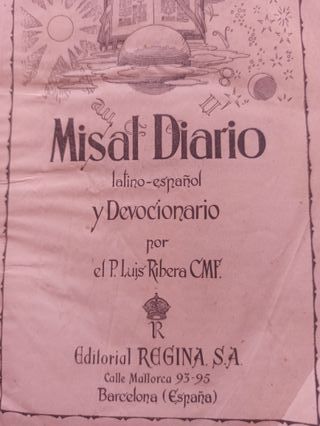 Misal Diario
latino-español
y Devocionario
por
el P. Luis Ribera CMF.
R
Editorial REGINA, S.A.
Calle Mallorca 93-95
Barcelona (España)